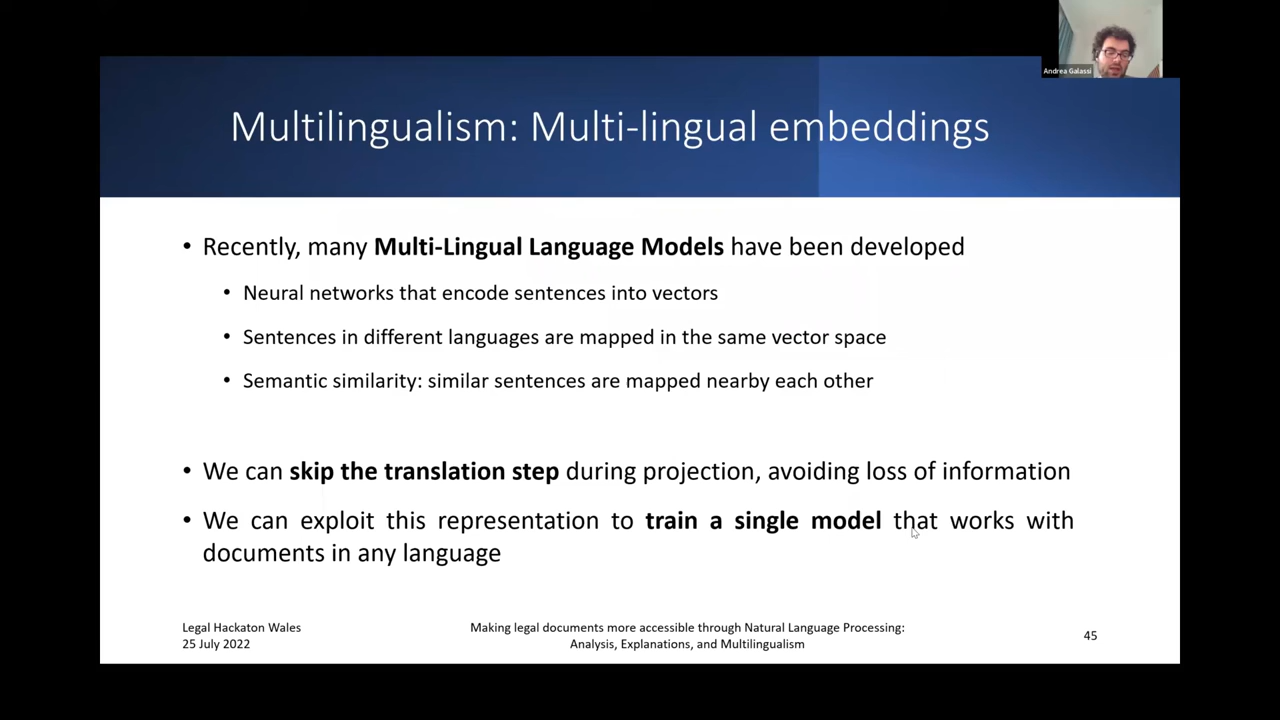 Andrea Galassi
Multilingualism: Multi-lingual embeddings
• Recently, many Multi-Lingual Language Models have been developed
• Neural networks that encode sentences into vectors
• Sentences in different languages are mapped in the same vector space
• Semantic similarity: similar sentences are mapped nearby each other
• We can skip the translation step during projection, avoiding loss of information
• We can exploit this representation to train a single model that works with
documents in any language
Legal Hackaton Wales
25 July 2022
Making legal documents more accessible through Natural Language Processing:
Analysis, Explanations, and Multilingualism
45